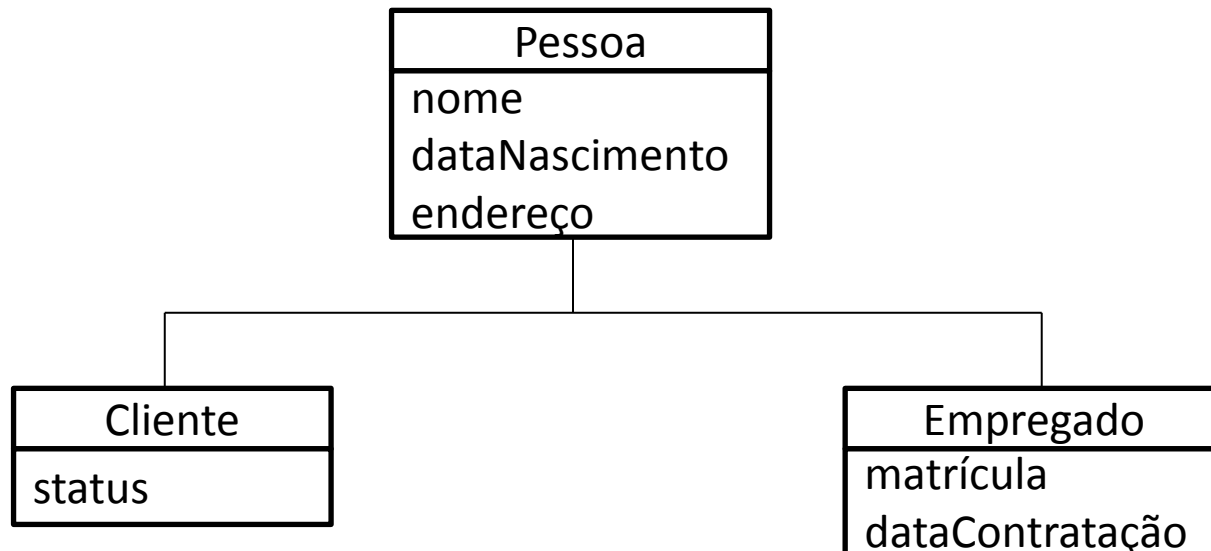 Pessoa
nome
dataNascimento
endereço
Cliente
status
Empregado
matrícula
dataContratação